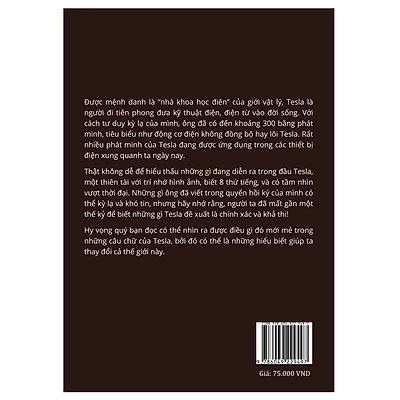 Được mệnh danh là "nhà khoa học điên" của giới vật lý, Tesla là
người đi tiên phong đưa kỹ thuật điện, điện từ vào đời sống. Với
cách tư duy kỳ lạ của mình, ông đã có đến khoảng 300 bằng phát
minh, tiêu biểu như động cơ điện không đồng bộ hay lõi Tesla. Rất
nhiều phát minh của Tesla đang được ứng dụng trong các thiết bị
điện xung quanh ta ngày nay.
Thật không dễ để hiểu thấu những gì đang diễn ra trong đầu Tesla,
một thiên tài với trí nhớ hình ảnh, biết 8 thứ tiếng, và có tầm nhìn
vượt thời đại. Những gì ông đã viết trong quyển hồi ký của mình có
thể kỳ lạ và khó tin, nhưng hãy nhớ rằng, người ta đã mất gần một
thế kỷ để biết những gì Tesla đề xuất là chính xác và khả thi!
Hy vọng quý bạn đọc có thể nhìn ra được điều gì đó mới mẻ trong
những câu chữ của Tesla, bởi đó có thể là những hiểu biết giúp ta
thay đổi cả thế giới này.
Giá: 75.000 VND